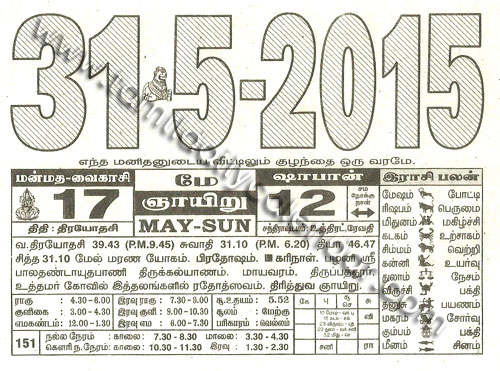 31-5-2015
எந்த மனிதனுடைய வீட்டிலும் குழந்தை ஒரு வரமே.
மன்மத-வைகாசி மே ஷாபான் இராசி பலன்
17 ஞாயிறு 12 சம நோக்கு நாள்
திதி : திரயோதசி MAY-SUN சந்திராஷ்டமம்: உத்திரட்,ரேவதி
வ.திரயோதசி 39.43 (P.M.9.45) சுவாதி 31.10 (P.M. 6.20) வரியா 46.47
சித்த 31.10 மேல் மரண யோகம். பிரதோஷம். கரிநாள்.
பாலதண்டாயுதபாணி திருக்கல்யாணம். மாயவரம். திருப்பத்தூர்
உத்தமர் கோவில் இத்தலங்களில் ரதோத்ஸவம். திரித்துவ ஞாயிறு.
மேஷம் போட்டி
ரிஷபம் பெருமை
மிதுனம் மகிழ்ச்சி
கடகம் உற்சாகம்
சிம்மம் வெற்றி
கன்னி உயர்வு
துலாம் நேசம்
பக்தி
தனுசு பயணம்
மகரம் சோர்வு
கும்பம் பக்தி
மீனம் சினம்
ராகு : 4.30 - 6.00 இரவு ராகு : 7.30 - 9.00 சூ.உதயம் : 5.52
குளிகை : 3.00 - 4.30 இரவு குளி : 9.00 - 10.30 சூலம் : மேற்கு
எமகண்டம் : 12.00 - 1.30 இரவு எம : 6.00 - 7.30 பரிகாரம் : வெல்லம்
151 நல்ல நேரம் : காலை : 7.30 - 8.30 மாலை : 3.30 - 4.30
கௌரி ந.நேரம் : காலை : 10.30 - 11.30 இரவு : 1.30 - 2.30
சனி ரா
www.tamildailycalendar.com